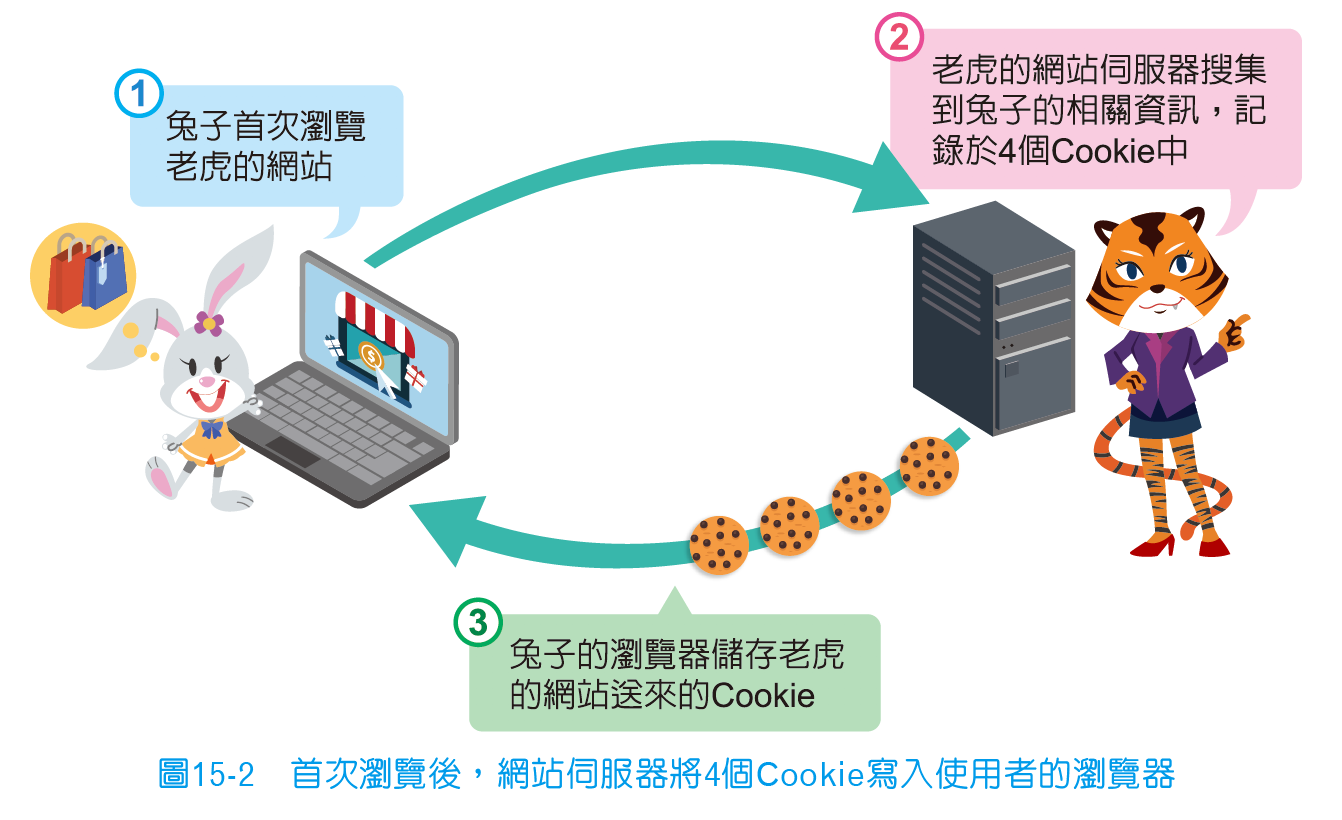 1
兔子首次瀏覽
老虎的網站
2
老虎的網站伺服器搜集
到兔子的相關資訊，記
錄於4個Cookie中
3
兔子的瀏覽器儲存老虎
的網站送來的Cookie
圖15-2　首次瀏覽後，網站伺服器將4個Cookie寫入使用者的瀏覽器